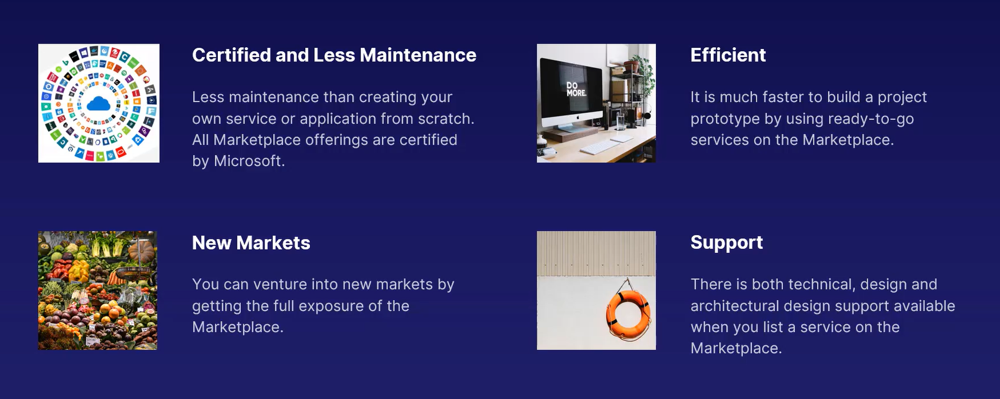 Certified and Less Maintenance
Less maintenance than creating your
own service or application from scratch.
All Marketplace offerings are certified
by Microsoft.
DO
MORE.
Efficient
It is much faster to build a project
prototype by using ready-to-go
services on the Marketplace.
New Markets
You can venture into new markets by
getting the full exposure of the
Marketplace.
Support
There is both technical, design and
architectural design support available
when you list a service on the
Marketplace.